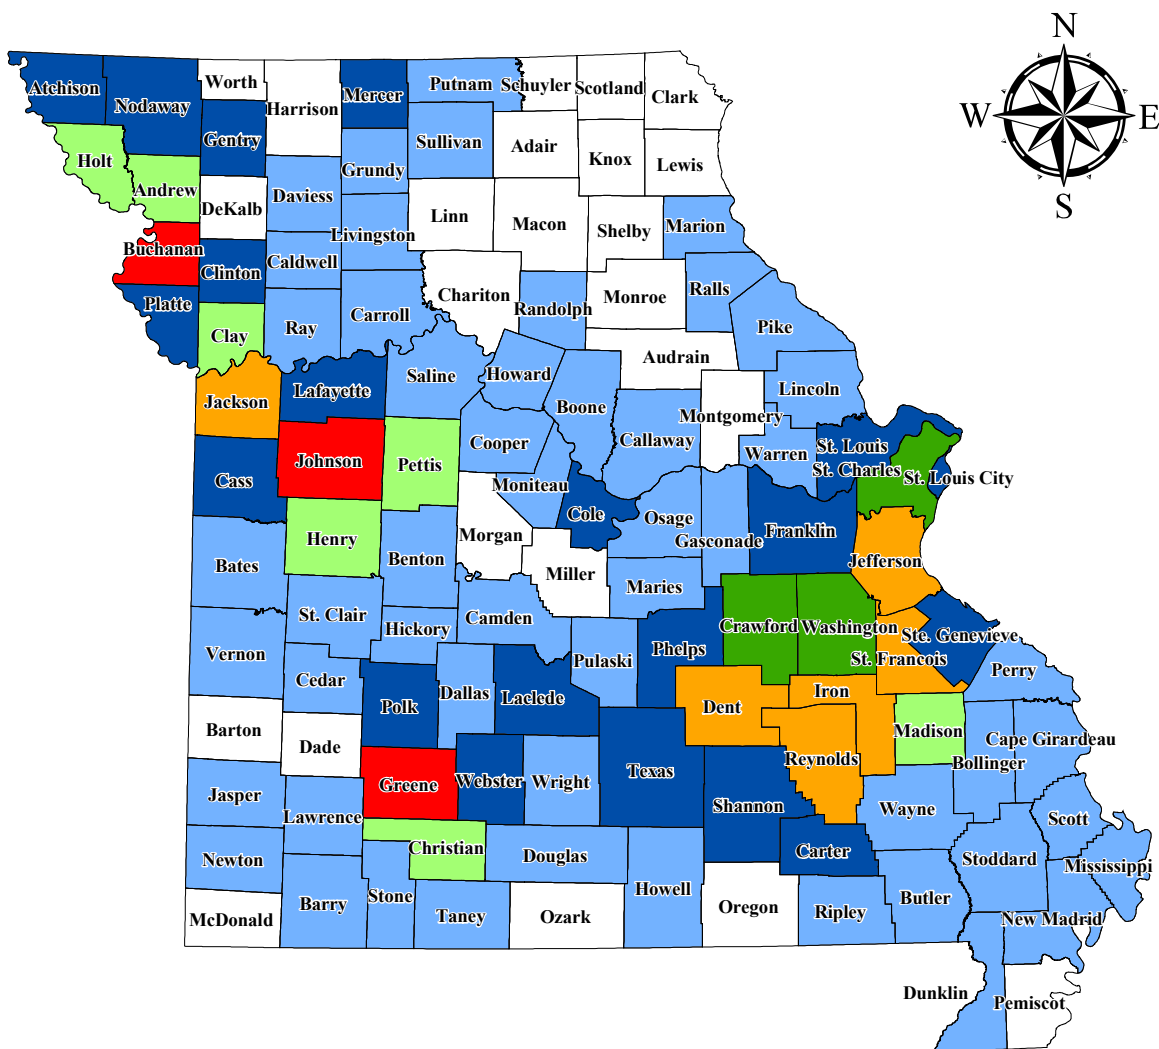 N
W
E
S
Atchison
Nodaway
Worth
Harrison
Mercer
Putnam
Schuyler
Scotland
Clark
Gentry
Sullivan
Adair
Knox
Lewis
Holt
Andrew
DeKalb
Daviess
Grundy
Linn
Macon
Shelby
Marion
Livingston
Buchanan
Clinton
Caldwell
Chariton
Randolph
Monroe
Ralls
Platte
Clay
Ray
Carroll
Pike
Audrain
Jackson
Lafayette
Saline
Howard
Boone
Callaway
Montgomery
Lincoln
Cass
Johnson
Pettis
Cooper
Moniteau
Warren
St. Louis
St. Charles
St. Louis City
Cole
Osage
Gasconade
Franklin
Jefferson
Bates
Henry
Benton
Morgan
Miller
Maries
St. Clair
Hickory
Camden
Pulaski
Phelps
Crawford
Washington
Ste. Genevieve
St. Francois
Perry
Vernon
Cedar
Polk
Dallas
Laclede
Dent
Iron
Madison
Cape Girardeau
Bollinger
Barton
Dade
Greene
Webster
Wright
Texas
Shannon
Reynolds
Wayne
Scott
Jasper
Lawrence
Christian
Douglas
Carter
Stoddard
Mississippi
Newton
Barry
Stone
Taney
Ozark
Howell
Oregon
Ripley
Butler
New Madrid
McDonald
Dunklin
Pemiscot